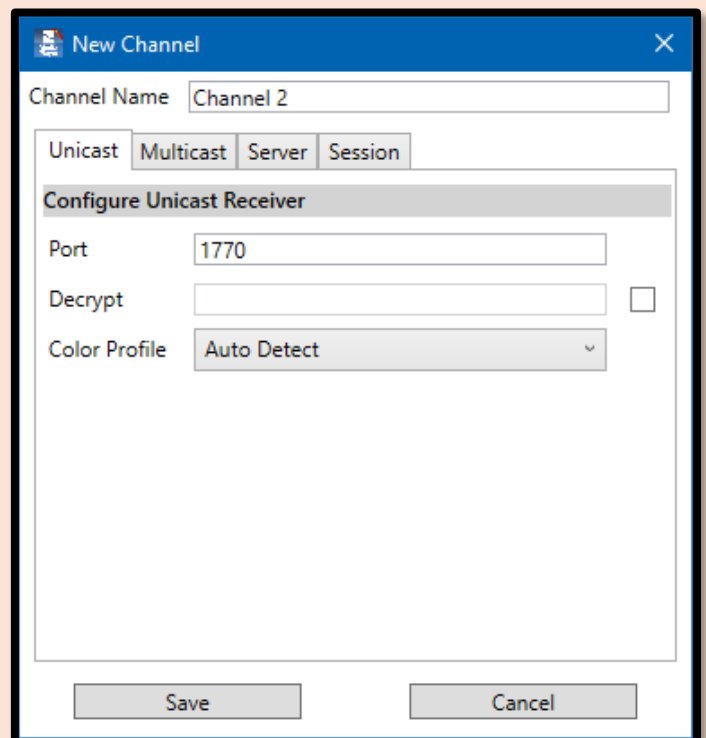 New Channel
Channel Name Channel 2
Unicast Multicast Server Session
Configure Unicast Receiver
Port 1770
Decrypt
Color Profile Auto Detect
Save Cancel